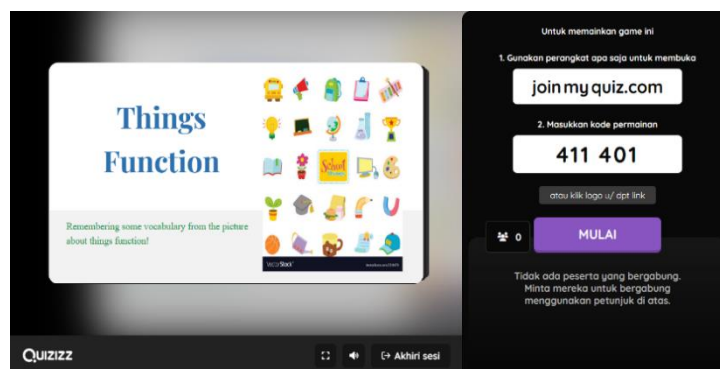 Things
Function
School
Remembering some vocabulary from the picture
about things function!
VectorStock
QUIZIZZ
Akhiri sesi
Untuk memainkan game ini
1. Gunakan perangkat apa saja untuk membuka
joinmyquiz.com
2. Masukkan kode permainan
411 401
atau klik logo u/ dpt link
0
MULAI
Tidak ada peserta yang bergabung.
Minta mereka untuk bergabung
menggunakan petunjuk di atas.